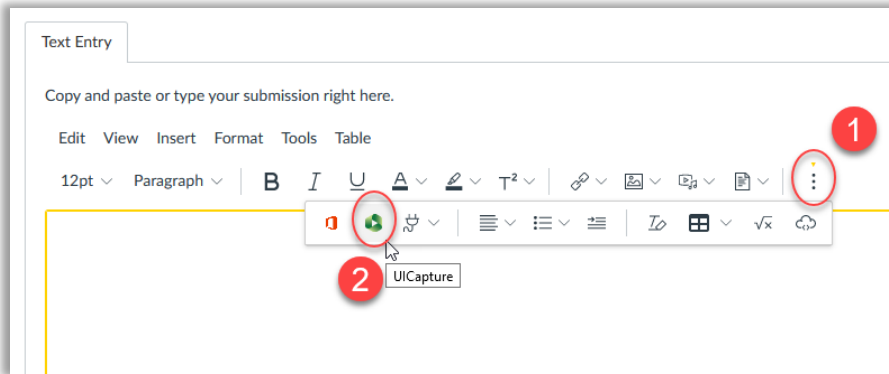 Text Entry
Copy and paste or type your submission right here.
Edit View Insert Format Tools Table
1
12pt Paragraph B I U A T²
√x
2
UICapture